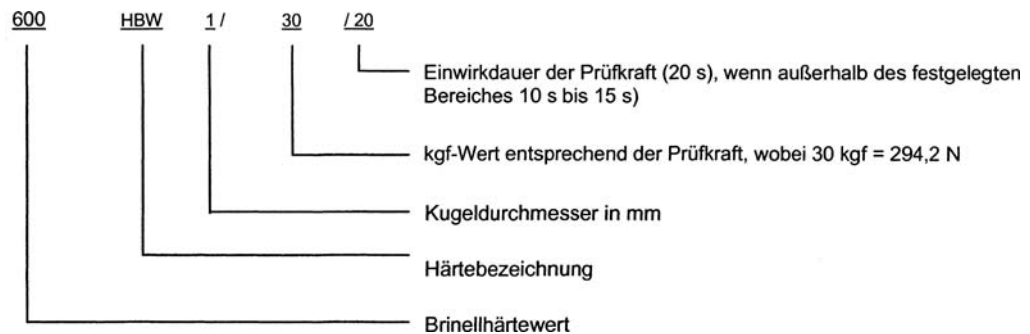 600 HBW 1 / 30 / 20
Einwirkdauer der Prüfkraft (20 s), wenn außerhalb des festgelegten
Bereiches 10 s bis 15 s)
kgf-Wert entsprechend der Prüfkraft, wobei 30 kgf = 294,2 N
Kugeldurchmesser in mm
Härtebezeichnung
Brinellhärtewert